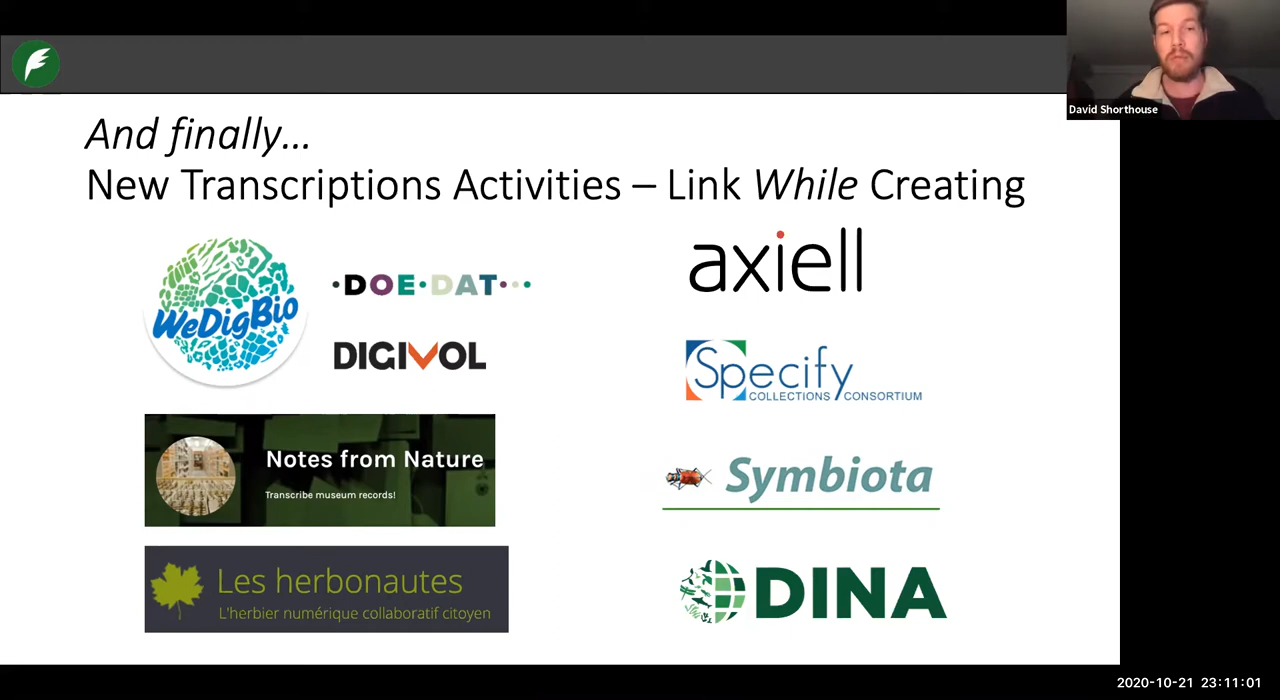 David Shorthouse
And finally...
New Transcriptions Activities – Link While Creating
WeDigBio
·DOE·DAT···
DIGIVOL
Notes from Nature
Transcribe museum records!
Les herbonautes
L'herbier numérique collaboratif citoyen
axiell
Specify
COLLECTIONS CONSORTIUM
Symbiota
DINA
2020-10-21 23:11:01